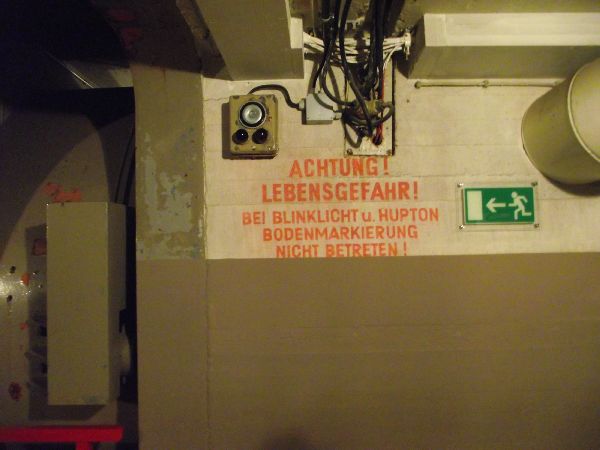 ACHTUNG!
LEBENSGEFAHR!
BEI BLINKLICHT u. HUPTON
BODENMARKIERUNG
NICHT BETRETEN!